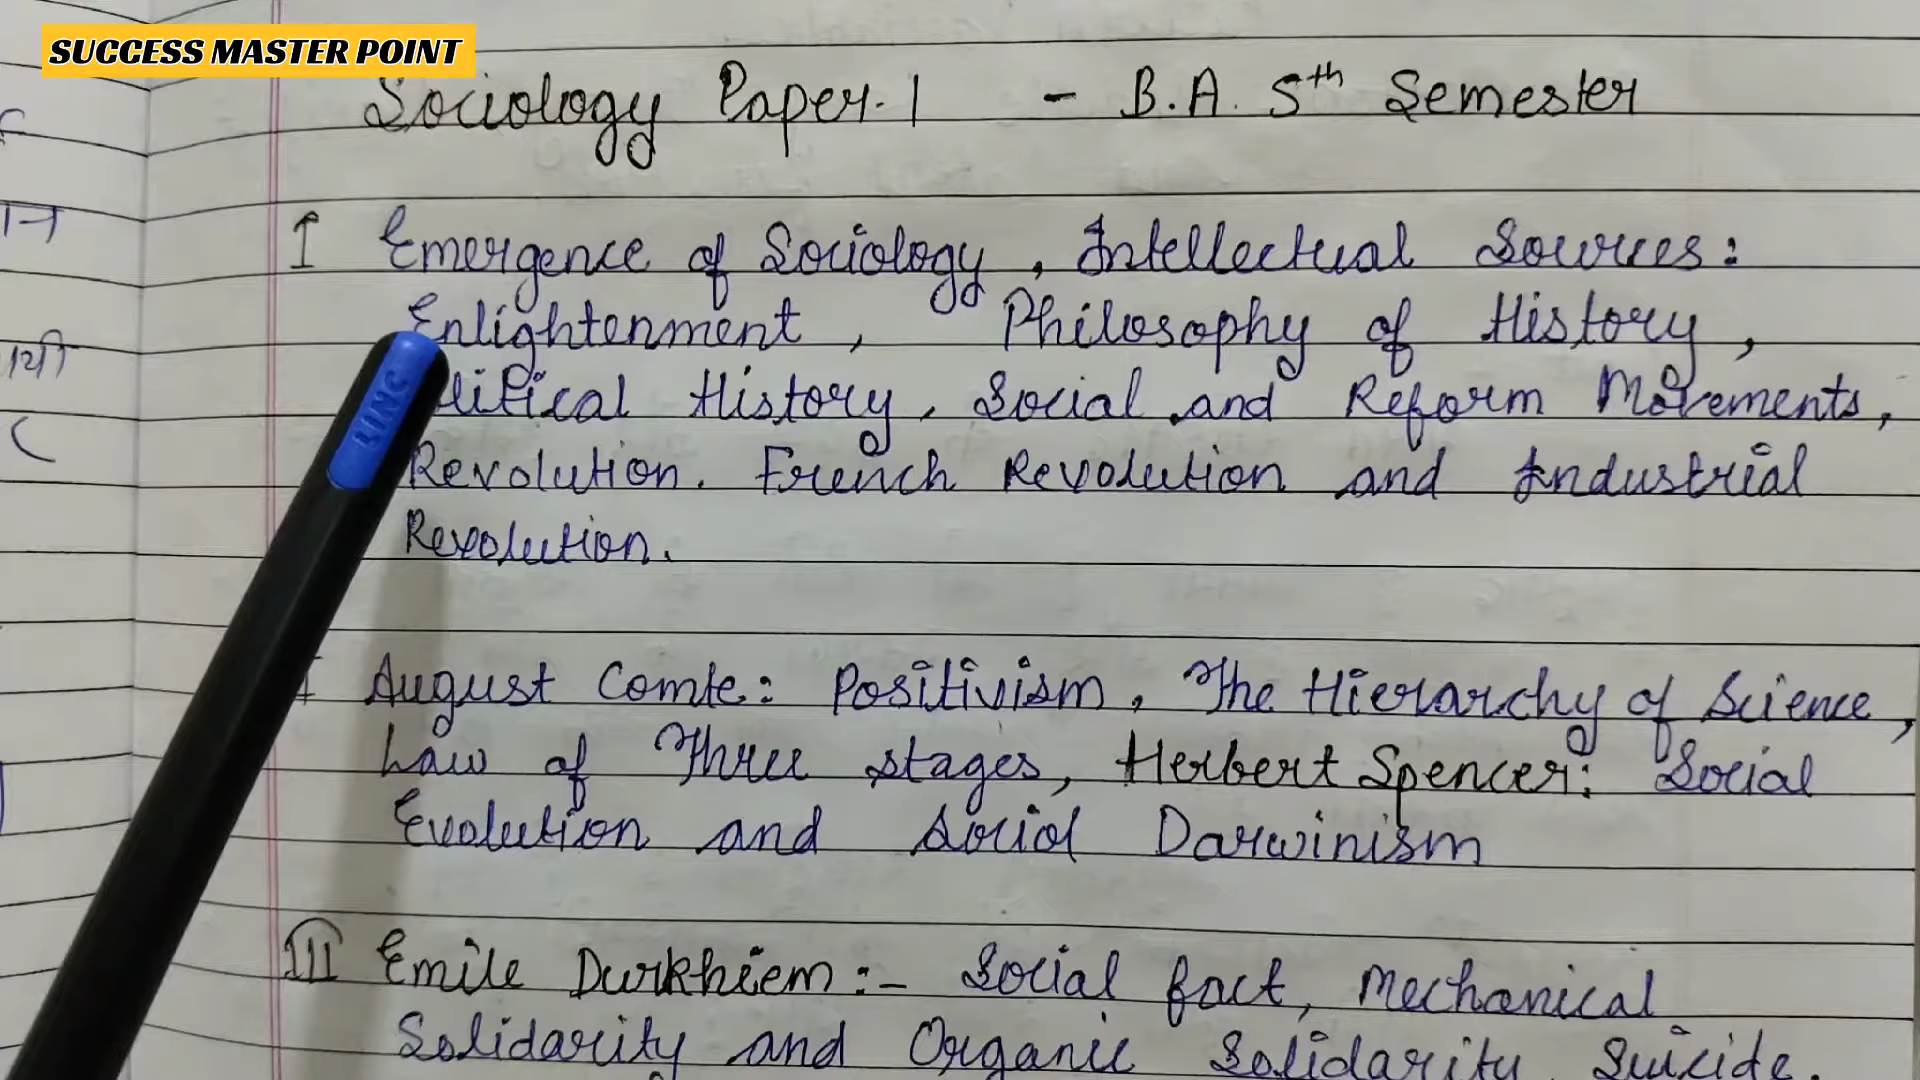 SUCCESS MASTER POINT
Sociology Paper. 1 - B.A. 5th Semester
I Emergence of Sociology, Intellectual Sources:
Enlightenment, Philosophy of History,
History, Social and Reform Movements,
Revolution. French Revolution and Industrial
Revolution.
August Comte: Positivism, The Hierarchy of Science,
Law of Three stages, Herbert Spencer: Social
Evolution and Social Darwinism
III Emile Durkhiem:- Social fact, Mechanical
Solidarity and Organic Solidarity, Suicide.